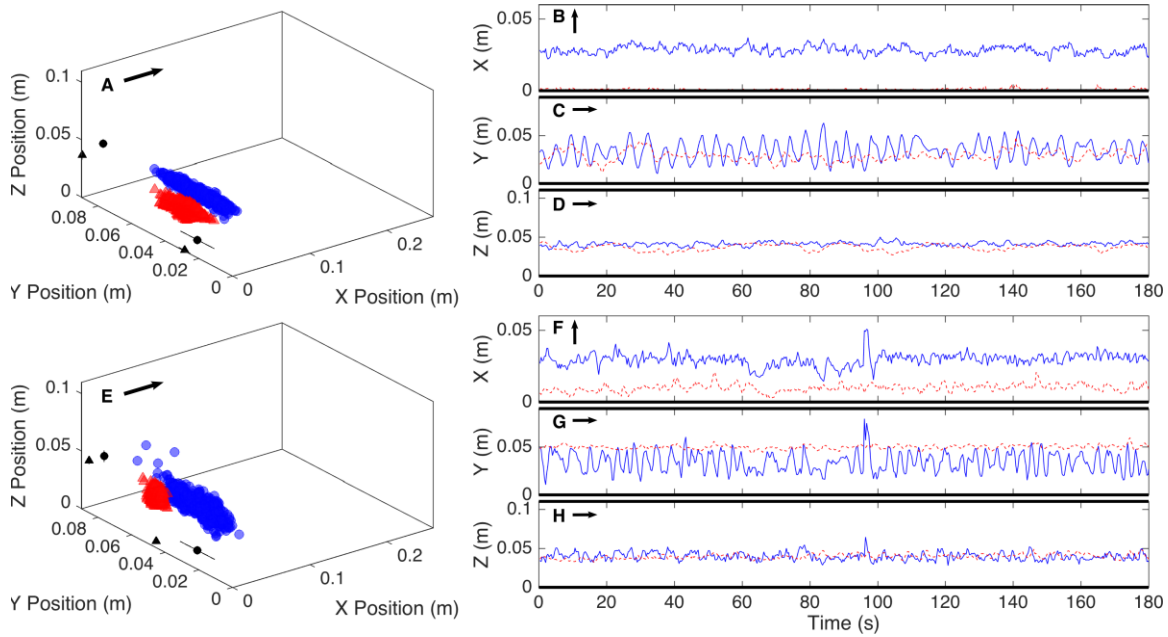 A
0.1
0.05
0
Z Position (m)
0.08
0.06
0.04
0.02
0
Y Position (m)
0
0.1
0.2
X Position (m)
B
0.05
0
X (m)
C
0.05
0
Y (m)
D
0.1
0.05
0
Z (m)
0 20 40 60 80 100 120 140 160 180
E
0.1
0.05
0
Z Position (m)
0.08
0.06
0.04
0.02
0
Y Position (m)
0
0.1
0.2
X Position (m)
F
0.05
0
X (m)
G
0.05
0
Y (m)
H
0.1
0.05
0
Z (m)
0 20 40 60 80 100 120 140 160 180
Time (s)